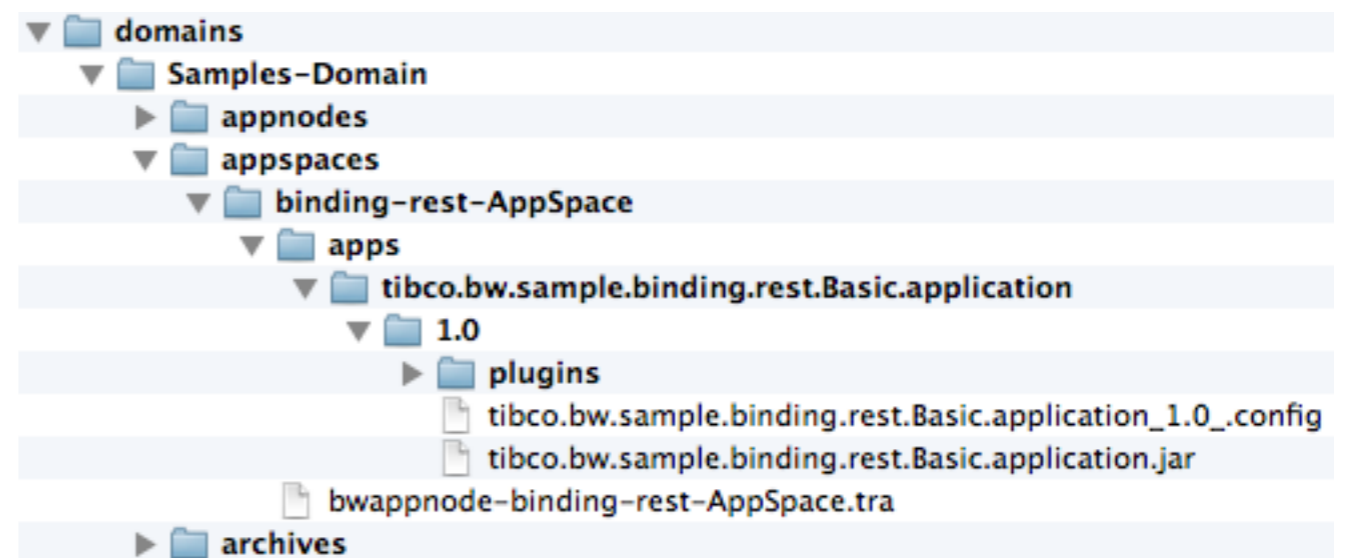 domains
Samples-Domain
appnodes
appspaces
binding-rest-AppSpace
apps
tibco.bw.sample.binding.rest.Basic.application
1.0
plugins
tibco.bw.sample.binding.rest.Basic.application_1.0_.config
tibco.bw.sample.binding.rest.Basic.application.jar
bwappnode-binding-rest-AppSpace.tra
archives